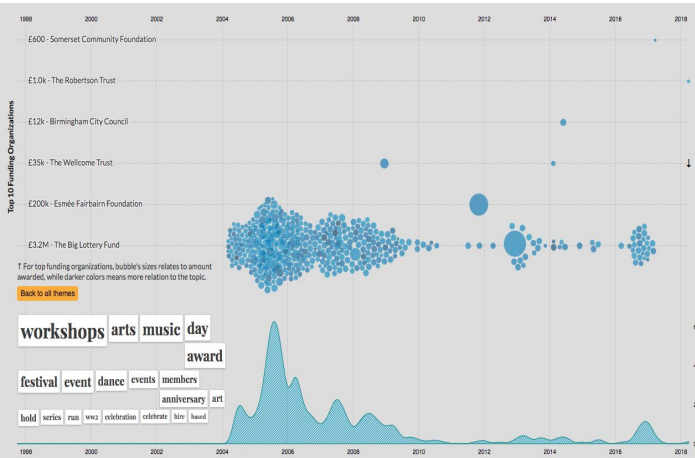 1998 2000 2002 2004 2006 2008 2010 2012 2014 2016 2018
Top 10 Funding Organizations
£600 - Somerset Community Foundation
£1.0k - The Robertson Trust
£12k - Birmingham City Council
£35k - The Wellcome Trust
£200k - Esmée Fairbairn Foundation
£3.2M - The Big Lottery Fund
↑ For top funding organizations, bubble's sizes relates to amount
awarded, while darker colors means more relation to the topic.
Back to all themes
workshops arts music day
award
festival event dance events members
anniversary art
hold series run ww2 celebration celebrate hire based
1998 2000 2002 2004 2006 2008 2010 2012 2014 2016 2018